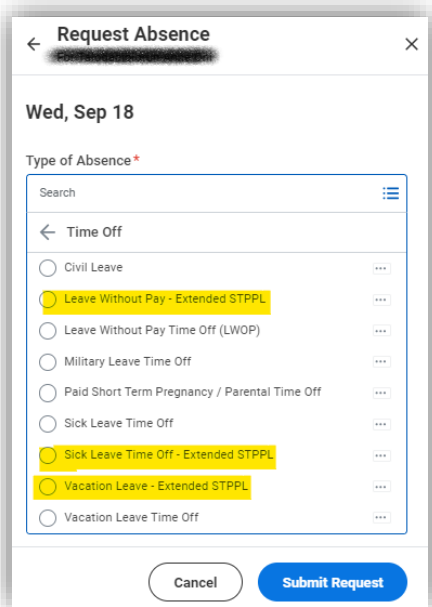 Request Absence
Wed, Sep 18
Type of Absence*
Search
Time Off
Civil Leave
Leave Without Pay - Extended STPPL
Leave Without Pay Time Off (LWOP)
Military Leave Time Off
Paid Short Term Pregnancy / Parental Time Off
Sick Leave Time Off
Sick Leave Time Off - Extended STPPL
Vacation Leave - Extended STPPL
Vacation Leave Time Off
Cancel
Submit Request